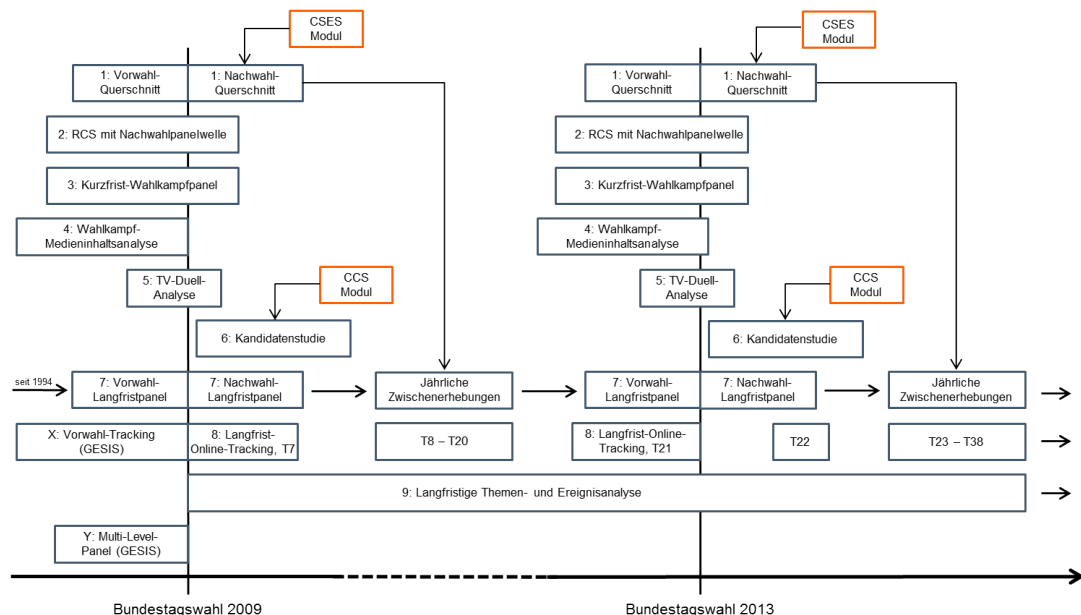 CSES
Modul
CSES
Modul
1: Vorwahl-
Querschnitt
1: Nachwahl-
Querschnitt
1: Vorwahl-
Querschnitt
1: Nachwahl-
Querschnitt
2: RCS mit Nachwahlpanelwelle
2: RCS mit Nachwahlpanelwelle
3: Kurzfrist-Wahlkampfpanel
3: Kurzfrist-Wahlkampfpanel
4: Wahlkampf-
Medieninhaltsanalyse
4: Wahlkampf-
Medieninhaltsanalyse
5: TV-Duell-
Analyse
CCS
Modul
5: TV-Duell-
Analyse
CCS
Modul
6: Kandidatenstudie
6: Kandidatenstudie
seit 1994
7: Vorwahl-
Langfristpanel
7: Nachwahl-
Langfristpanel
Jährliche
Zwischenerhebungen
7: Vorwahl-
Langfristpanel
7: Nachwahl-
Langfristpanel
Jährliche
Zwischenerhebungen
X: Vorwahl-Tracking
(GESIS)
8: Langfrist-
Online-Tracking, T7
T8 – T20
8: Langfrist-Online-
Tracking, T21
T22
T23 – T38
9: Langfristige Themen- und Ereignisanalyse
Y: Multi-Level-
Panel (GESIS)
Bundestagswahl 2009
Bundestagswahl 2013